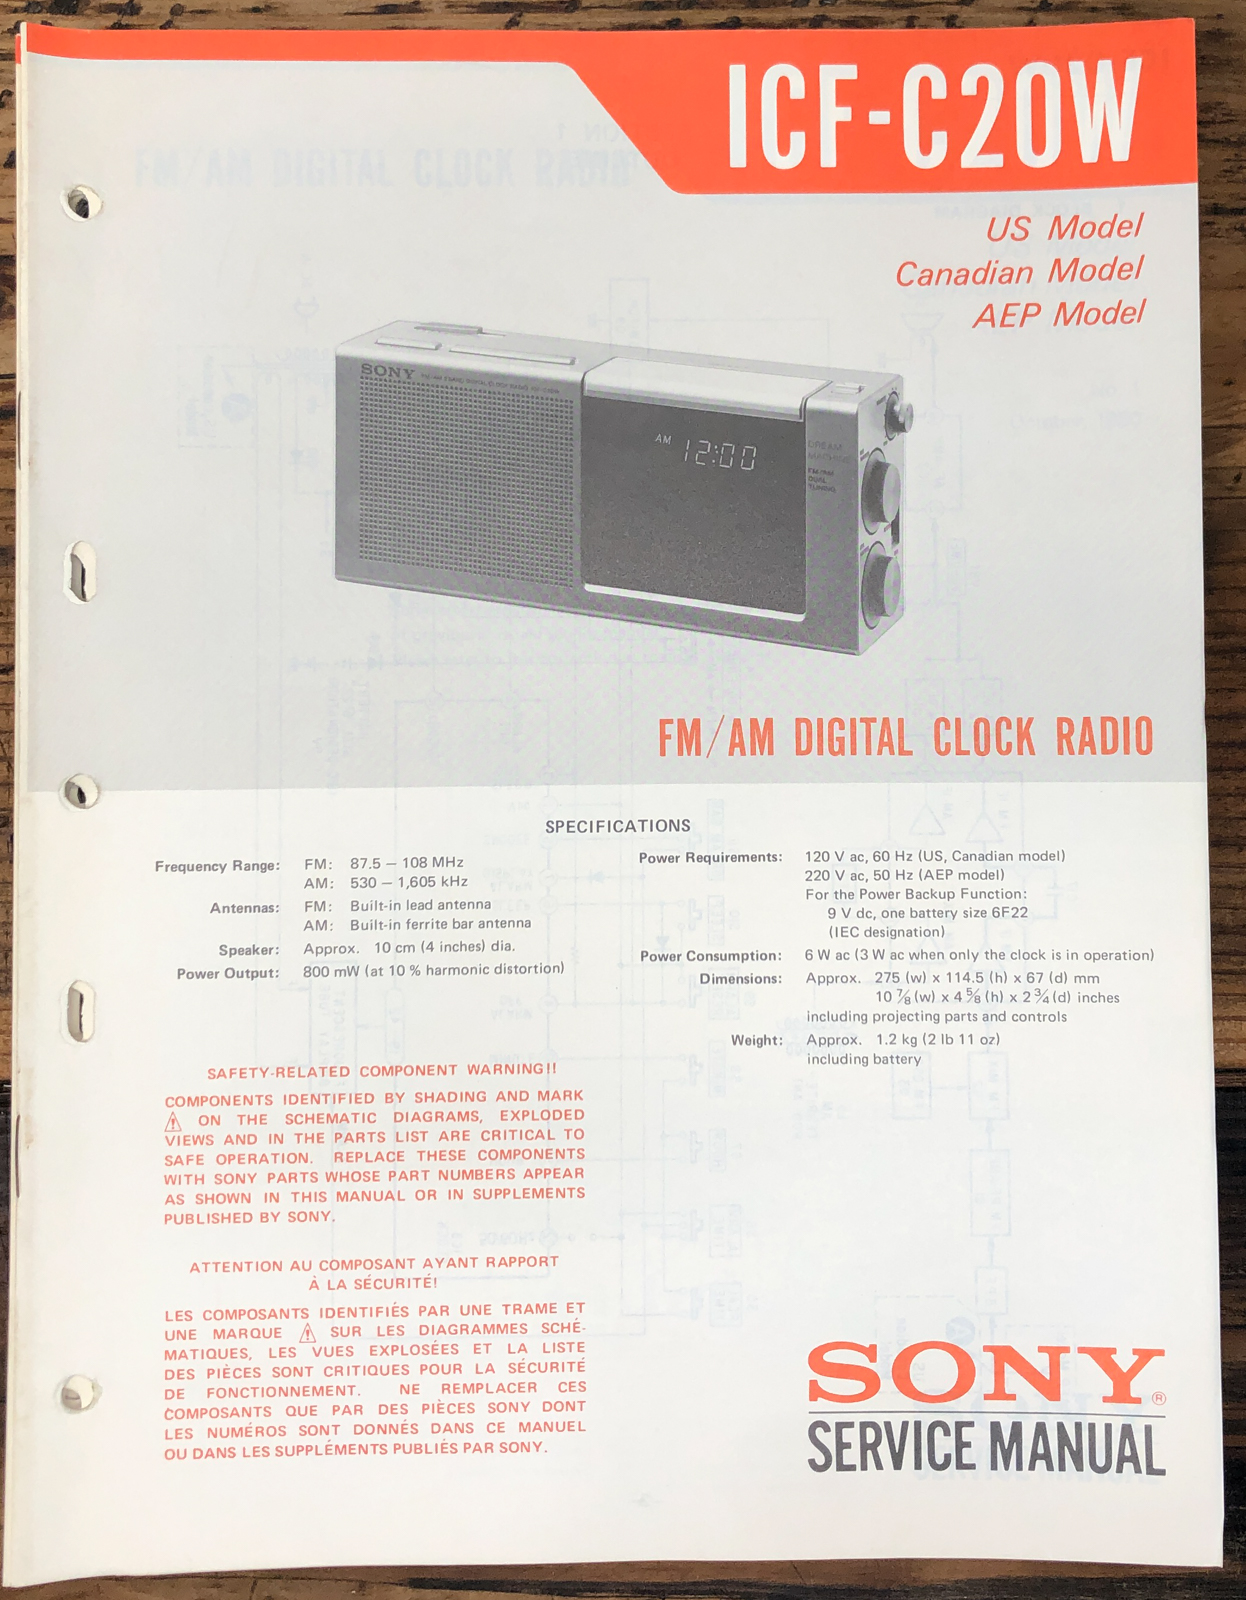 ICF-C20W
US Model
Canadian Model
AEP Model
SONY
AM 12:00
DREAM
MACHINE
FM/AM
DUAL
TUNING
FM/AM DIGITAL CLOCK RADIO
SPECIFICATIONS
Frequency Range: FM: 87.5 – 108 MHz
AM: 530 – 1,605 kHz
Antennas: FM: Built-in lead antenna
AM: Built-in ferrite bar antenna
Speaker: Approx. 10 cm (4 inches) dia.
Power Output: 800 mW (at 10 % harmonic distortion)
Power Requirements: 120 V ac, 60 Hz (US, Canadian model)
220 V ac, 50 Hz (AEP model)
For the Power Backup Function:
9 V dc, one battery size 6F22
(IEC designation)
Power Consumption: 6 W ac (3 W ac when only the clock is in operation)
Dimensions: Approx. 275 (w) x 114.5 (h) x 67 (d) mm
10 7/8 (w) x 4 5/8 (h) x 2 3/4 (d) inches
including projecting parts and controls
Weight: Approx. 1.2 kg (2 lb 11 oz)
including battery
SAFETY-RELATED COMPONENT WARNING!!
COMPONENTS IDENTIFIED BY SHADING AND MARK
⚠ ON THE SCHEMATIC DIAGRAMS, EXPLODED
VIEWS AND IN THE PARTS LIST ARE CRITICAL TO
SAFE OPERATION. REPLACE THESE COMPONENTS
WITH SONY PARTS WHOSE PART NUMBERS APPEAR
AS SHOWN IN THIS MANUAL OR IN SUPPLEMENTS
PUBLISHED BY SONY.
ATTENTION AU COMPOSANT AYANT RAPPORT
À LA SÉCURITÉ!
LES COMPOSANTS IDENTIFIÉS PAR UNE TRAME ET
UNE MARQUE ⚠ SUR LES DIAGRAMMES SCHÉ-
MATIQUES, LES VUES EXPLOSÉES ET LA LISTE
DES PIÈCES SONT CRITIQUES POUR LA SÉCURITÉ
DE FONCTIONNEMENT. NE REMPLACER CES
COMPOSANTS QUE PAR DES PIÈCES SONY DONT
LES NUMÉROS SONT DONNÉS DANS CE MANUEL
OU DANS LES SUPPLÉMENTS PUBLIÉS PAR SONY.
SONY®
SERVICE MANUAL